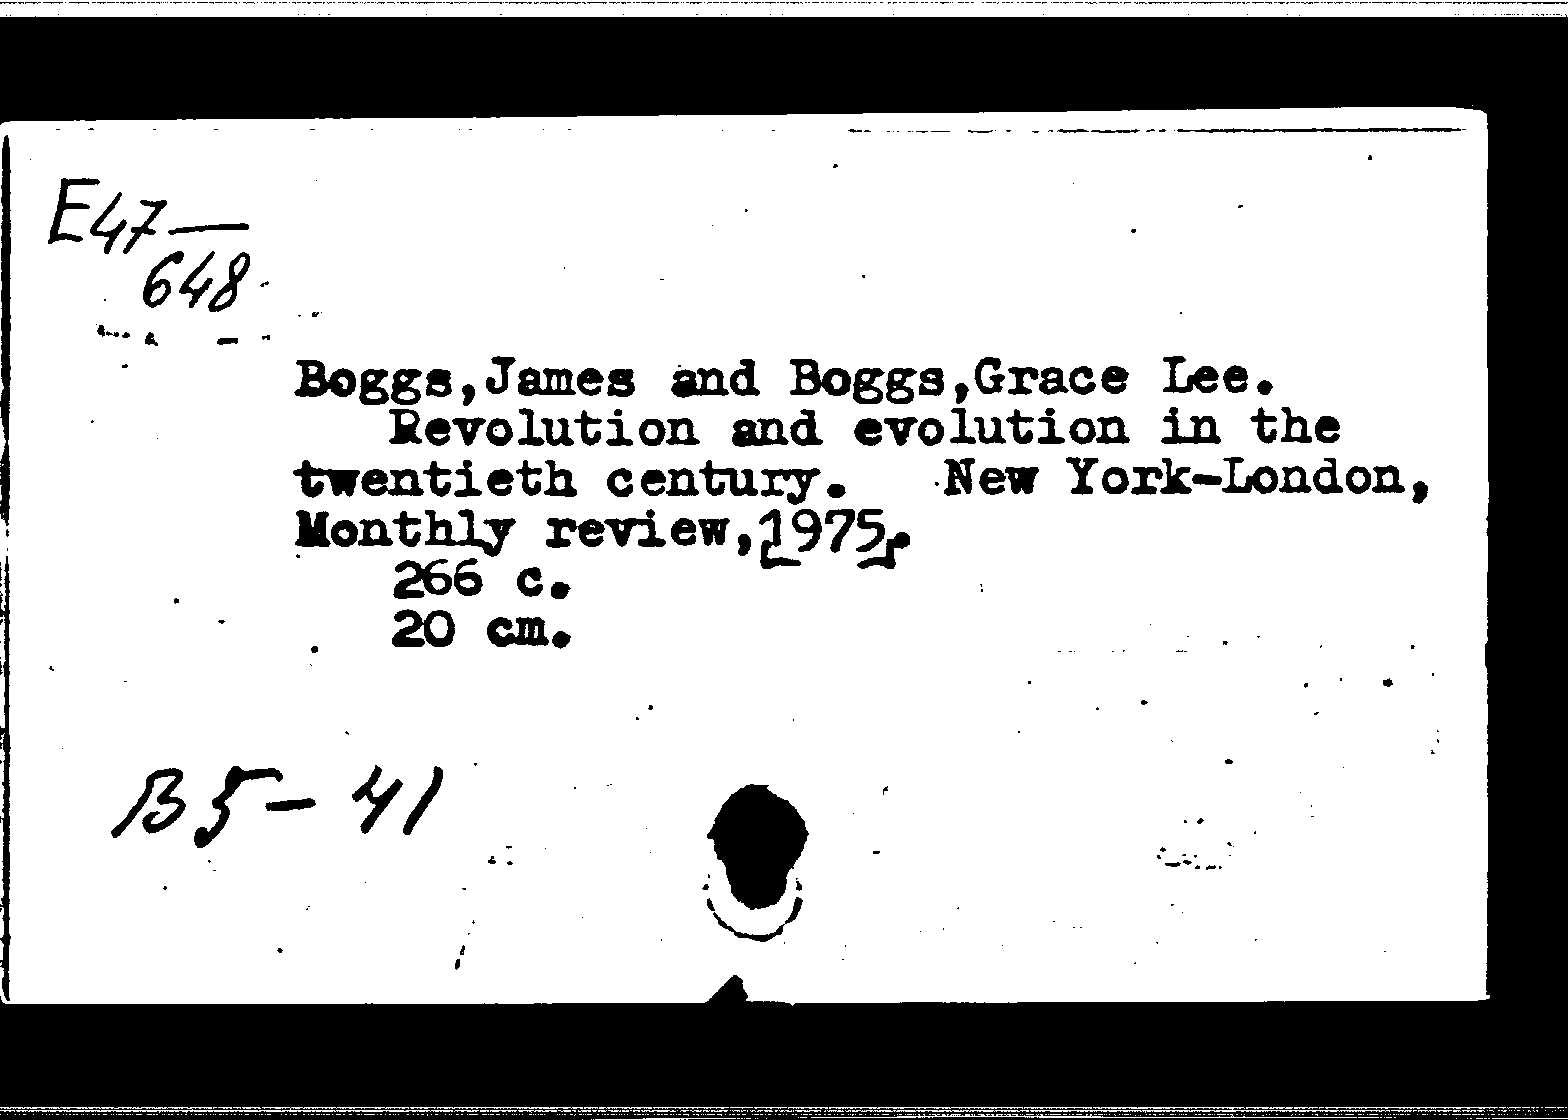 E47—
648
Boggs,James and Boggs,Grace Lee.
Revolution and evolution in the
twentieth century. New York-London,
Monthly review,[1975].
266 c.
20 cm.
B5-41